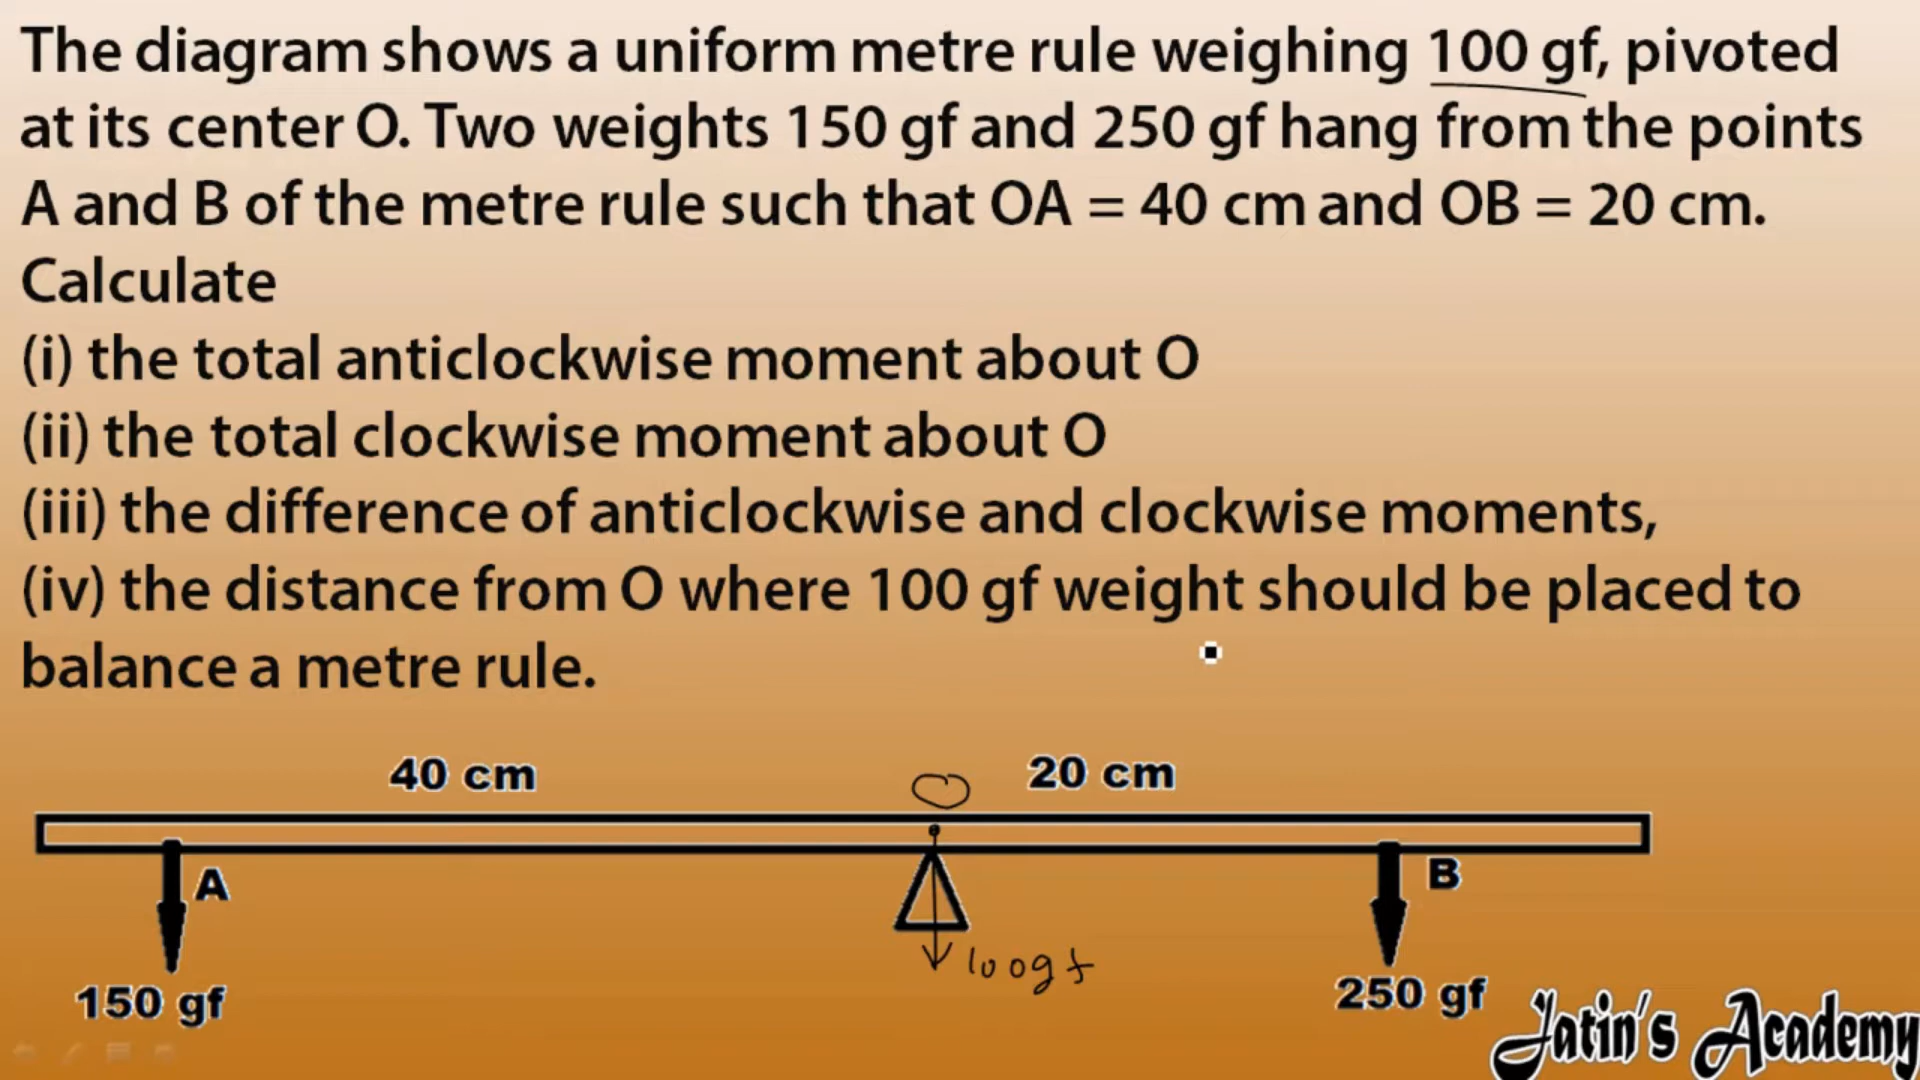 The diagram shows a uniform metre rule weighing 100 gf, pivoted
at its center O. Two weights 150 gf and 250 gf hang from the points
A and B of the metre rule such that OA = 40 cm and OB = 20 cm.
Calculate
(i) the total anticlockwise moment about O
(ii) the total clockwise moment about O
(iii) the difference of anticlockwise and clockwise moments,
(iv) the distance from O where 100 gf weight should be placed to
balance a metre rule.
40 cm
O
20 cm
A
B
100gf
150 gf
250 gf
Jatin's Academy